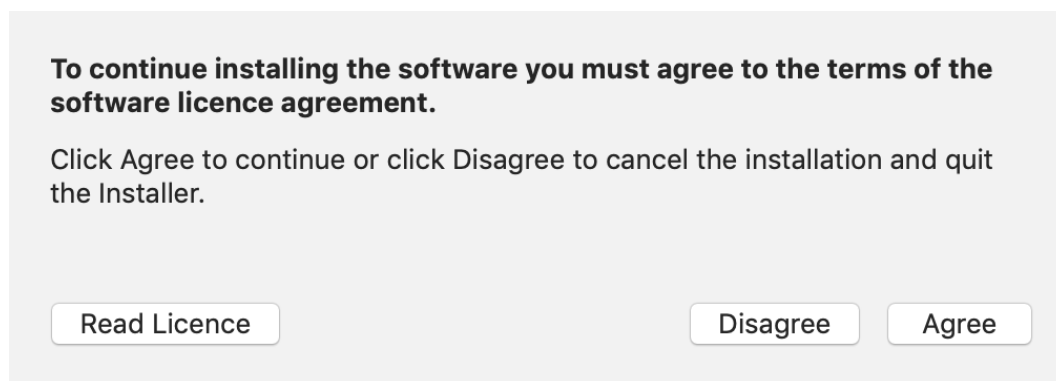 To continue installing the software you must agree to the terms of the
software licence agreement.
Click Agree to continue or click Disagree to cancel the installation and quit
the Installer.
Read Licence
Disagree
Agree